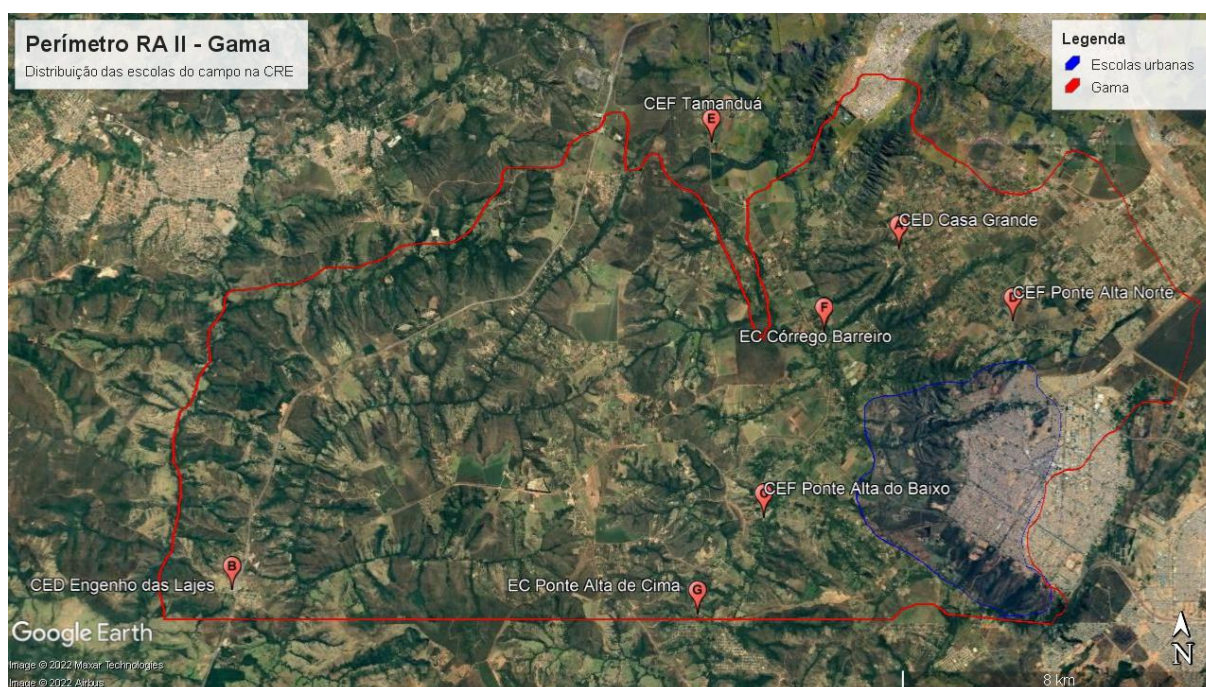 Perímetro RA II - Gama
Distribuição das escolas do campo na CRE
Legenda
Escolas urbanas
Gama
CEF Tamanduá
E
CED Casa Grande
A
CEF Ponte Alta Norte
D
F
EC Córrego Barreiro
CEF Ponte Alta do Baixo
C
B
CED Engenho das Lajes
EC Ponte Alta de Cima
G
Google Earth
Image © 2022 Maxar Technologies
Image © 2022 Airbus
8 km
N